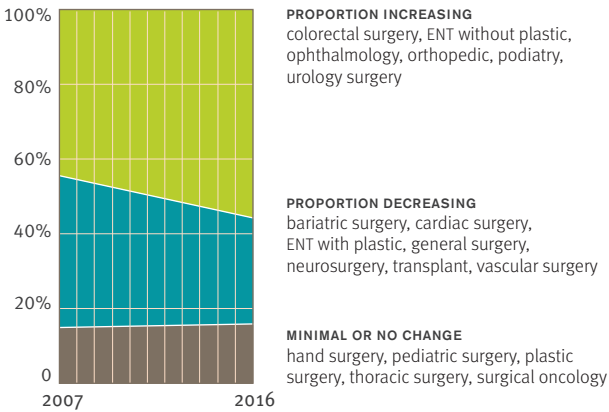 100%
80%
60%
40%
20%
0
2007
2016
PROPORTION INCREASING
colorectal surgery, ENT without plastic,
ophthalmology, orthopedic, podiatry,
urology surgery
PROPORTION DECREASING
bariatric surgery, cardiac surgery,
ENT with plastic, general surgery,
neurosurgery, transplant, vascular surgery
MINIMAL OR NO CHANGE
hand surgery, pediatric surgery, plastic
surgery, thoracic surgery, surgical oncology